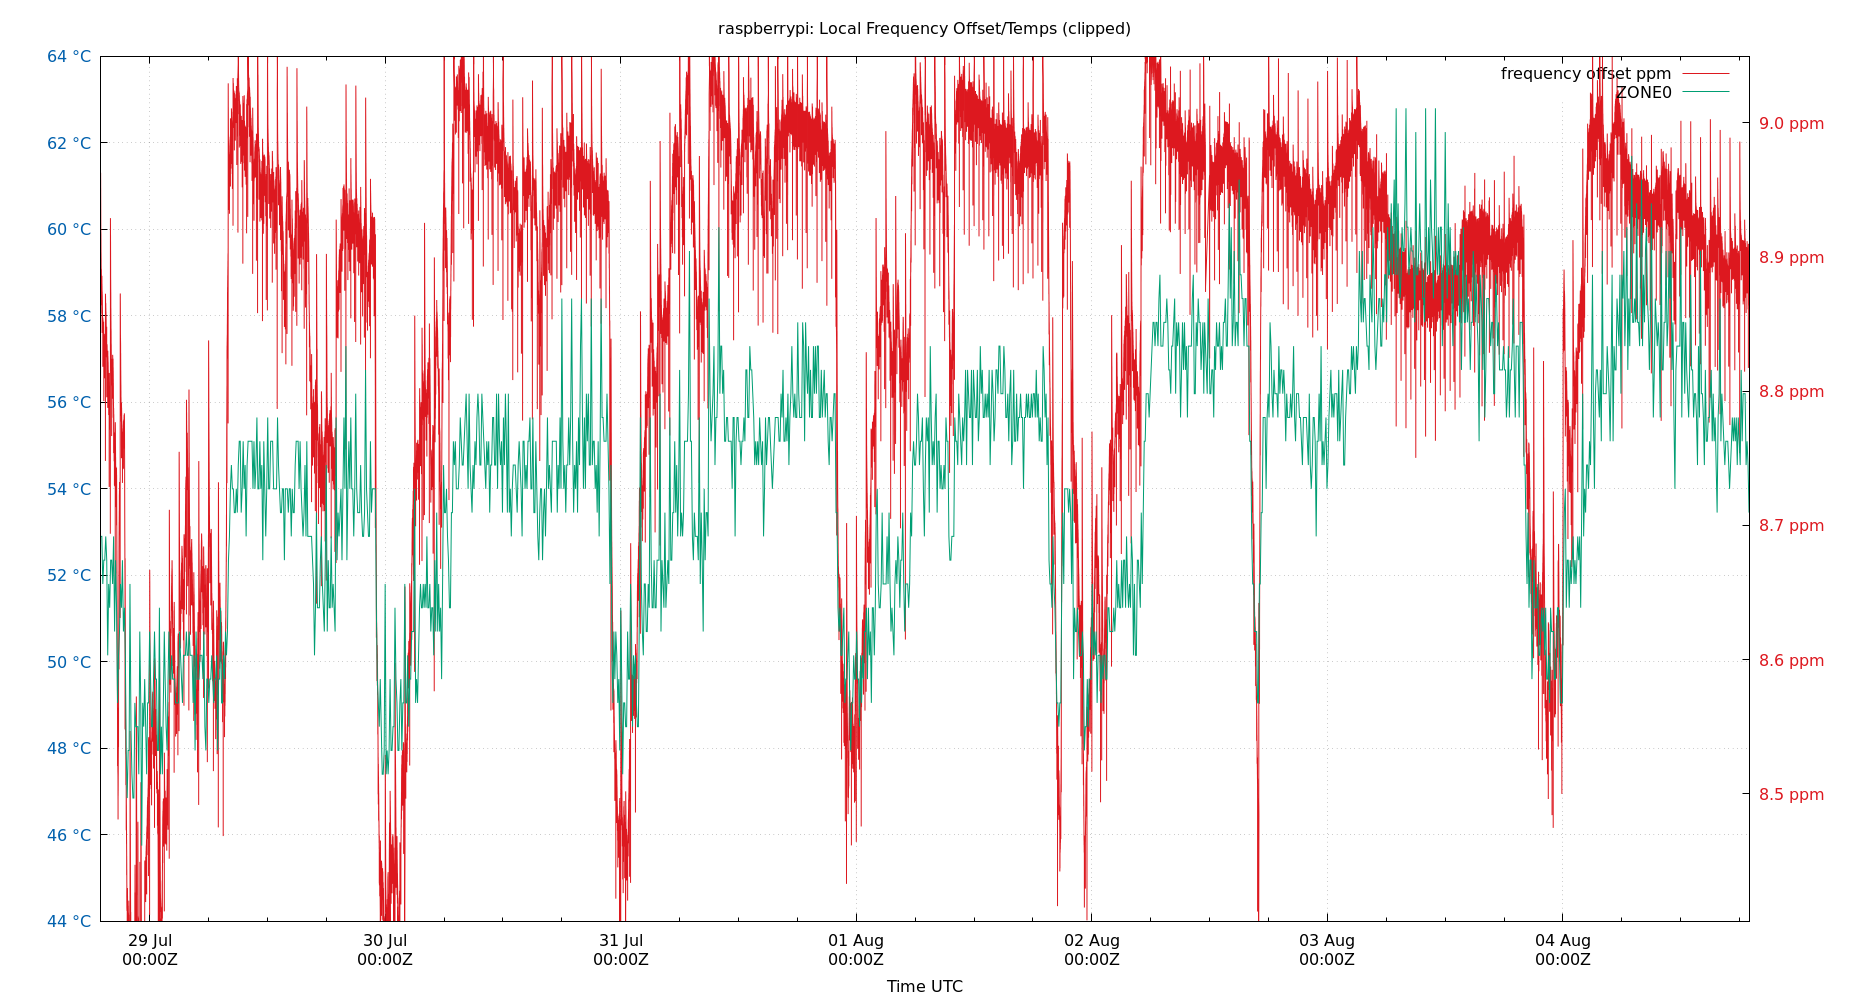 raspberrypi: Local Frequency Offset/Temps (clipped)
64 °C
62 °C
60 °C
58 °C
56 °C
54 °C
52 °C
50 °C
48 °C
46 °C
44 °C
frequency offset ppm
ZONE0
9.0 ppm
8.9 ppm
8.8 ppm
8.7 ppm
8.6 ppm
8.5 ppm
29 Jul
00:00Z
30 Jul
00:00Z
31 Jul
00:00Z
01 Aug
00:00Z
02 Aug
00:00Z
03 Aug
00:00Z
04 Aug
00:00Z
Time UTC